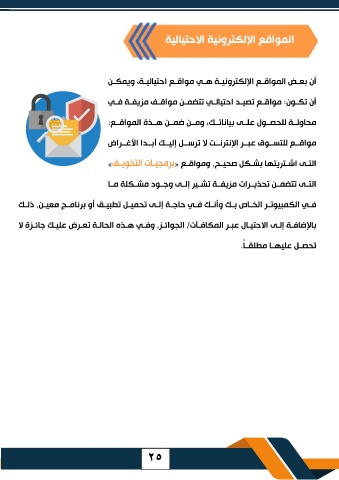 المواقع الإلكترونية الاحتيالية
أن بعض المواقع الإلكترونية هي مواقع احتيالية، ويمكن
أن تكون: مواقع تصيد احتيالي تتضمن مواقف مزيفة في
محاولة للحصول على بياناتك، ومن ضمن هذة المواقع:
مواقع للتسوق عبر الإنترنت لا ترسل إليك أبدا الأغراض
التى اشتريتها بشكل صحيح, ومواقع «برمجيات التخويف»
التى تتضمن تحذيرات مزيفة تشير إلى وجود مشكلة ما
في الكمبيوتر الخاص بك وأنك في حاجة إلى تحميل تطبيق أو برنامج معين, ذلك
بالإضافة إلى الاحتيال عبر المكافآت/ الجوائز, وفي هذه الحالة تعرض عليك جائزة لا
تحصل عليها مطلقاً.
٢٥